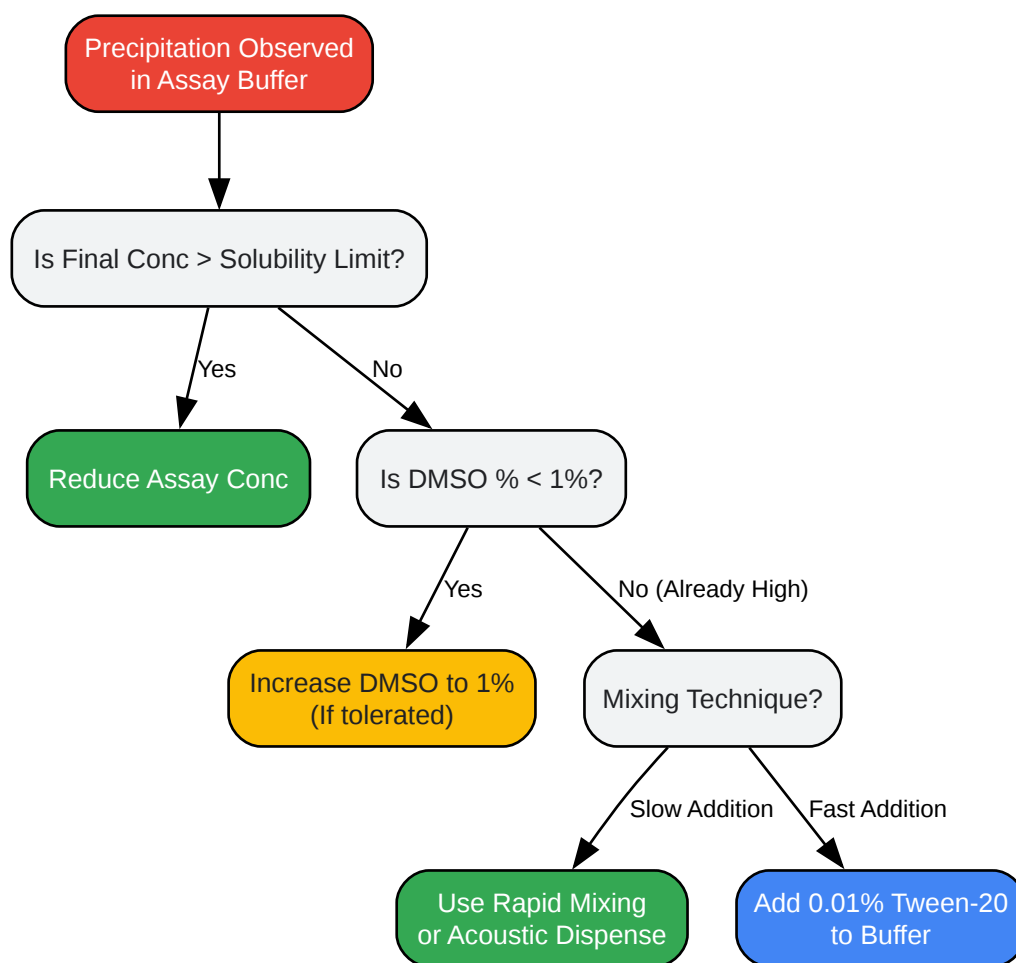 Precipitation Observed
in Assay Buffer
Is Final Conc > Solubility Limit?
Yes
No
Reduce Assay Conc
Is DMSO % < 1%?
Yes
No (Already High)
Increase DMSO to 1%
(If tolerated)
Mixing Technique?
Slow Addition
Fast Addition
Use Rapid Mixing
or Acoustic Dispense
Add 0.01% Tween-20
to Buffer